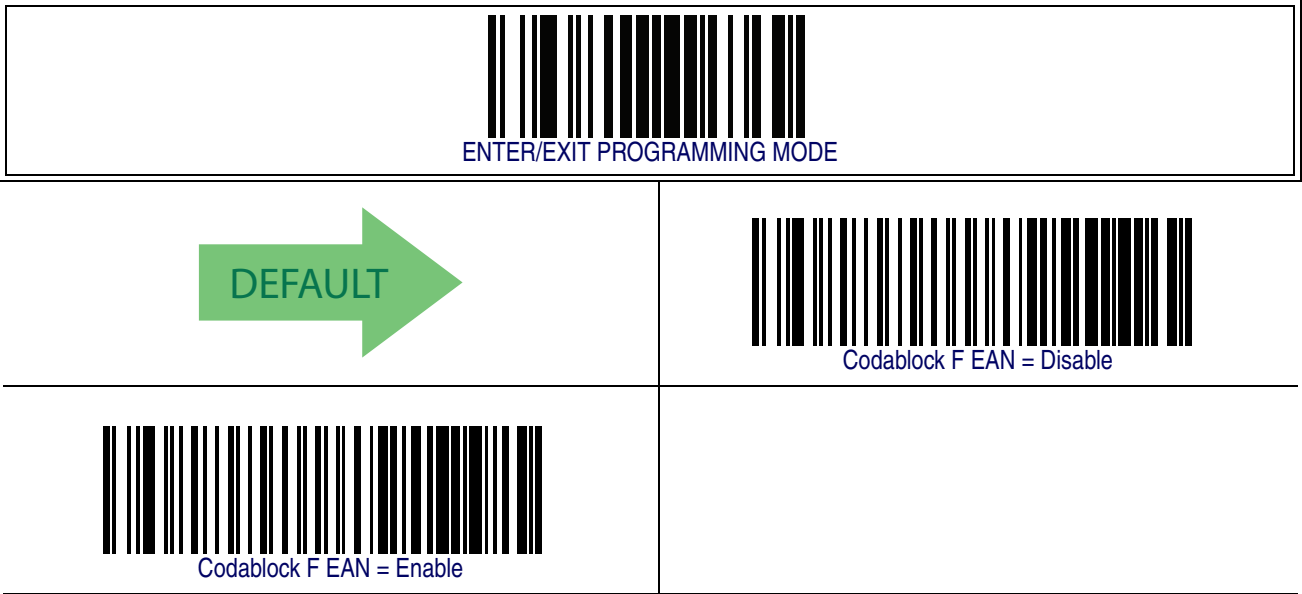 ENTER/EXIT PROGRAMMING MODE
DEFAULT
Codablock F EAN = Disable
Codablock F EAN = Enable